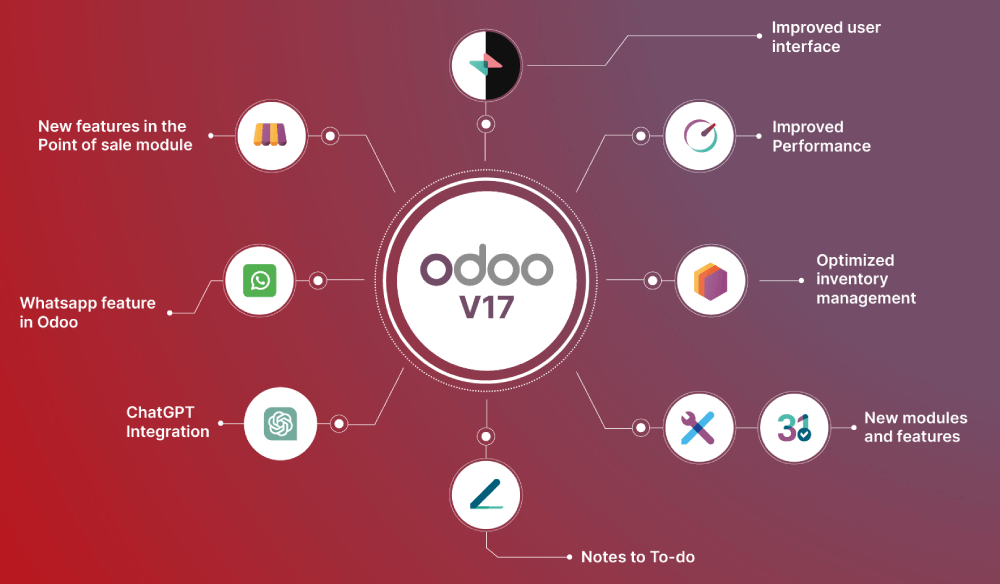 Improved user
interface
New features in the
Point of sale module
Improved
Performance
odoo
V17
Optimized
inventory
management
Whatsapp feature
in Odoo
ChatGPT
Integration
31
New modules
and features
Notes to To-do